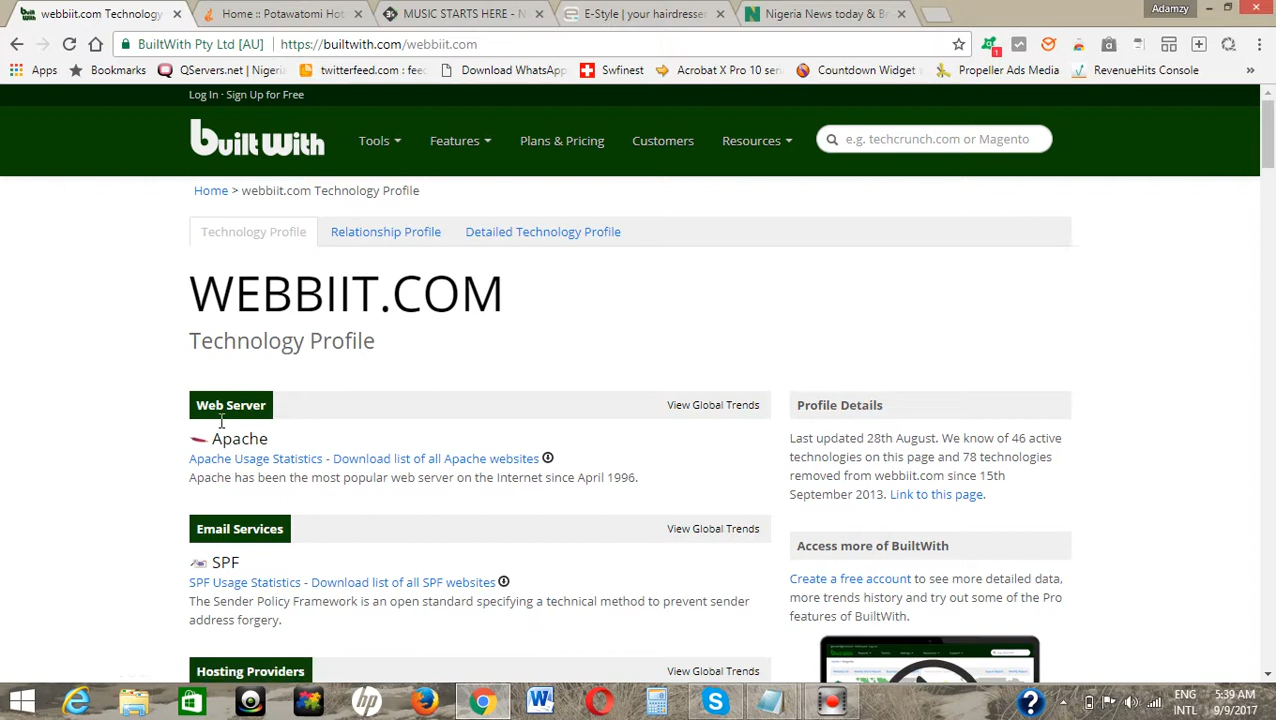 webbiit.com Technology
Home :: Potawatomi Hot
MUSIC STARTS HERE - N
E-Style | your hairdresser
Nigeria News today & Br
Adamzy
BuiltWith Pty Ltd [AU] https://builtwith.com/webbiit.com
1
Apps Bookmarks QServers.net | Nigeria twitterfeed.com : feed Download WhatsApp Swfinest Acrobat X Pro 10 seri Countdown Widget Propeller Ads Media RevenueHits Console »
Log In · Sign Up for Free
built with Tools Features Plans & Pricing Customers Resources e.g. techcrunch.com or Magento
Home > webbiit.com Technology Profile
Technology Profile Relationship Profile Detailed Technology Profile
WEBBIIT.COM
Technology Profile
Web Server View Global Trends
Apache
Apache Usage Statistics - Download list of all Apache websites
Apache has been the most popular web server on the Internet since April 1996.
Email Services View Global Trends
SPF
SPF Usage Statistics - Download list of all SPF websites
The Sender Policy Framework is an open standard specifying a technical method to prevent sender
address forgery.
Hosting Providers View Global Trends
Profile Details
Last updated 28th August. We know of 46 active
technologies on this page and 78 technologies
removed from webbiit.com since 15th
September 2013. Link to this page.
Access more of BuiltWith
Create a free account to see more detailed data,
more trends history and try out some of the Pro
features of BuiltWith.
ENG
INTL
5:39 AM
9/9/2017